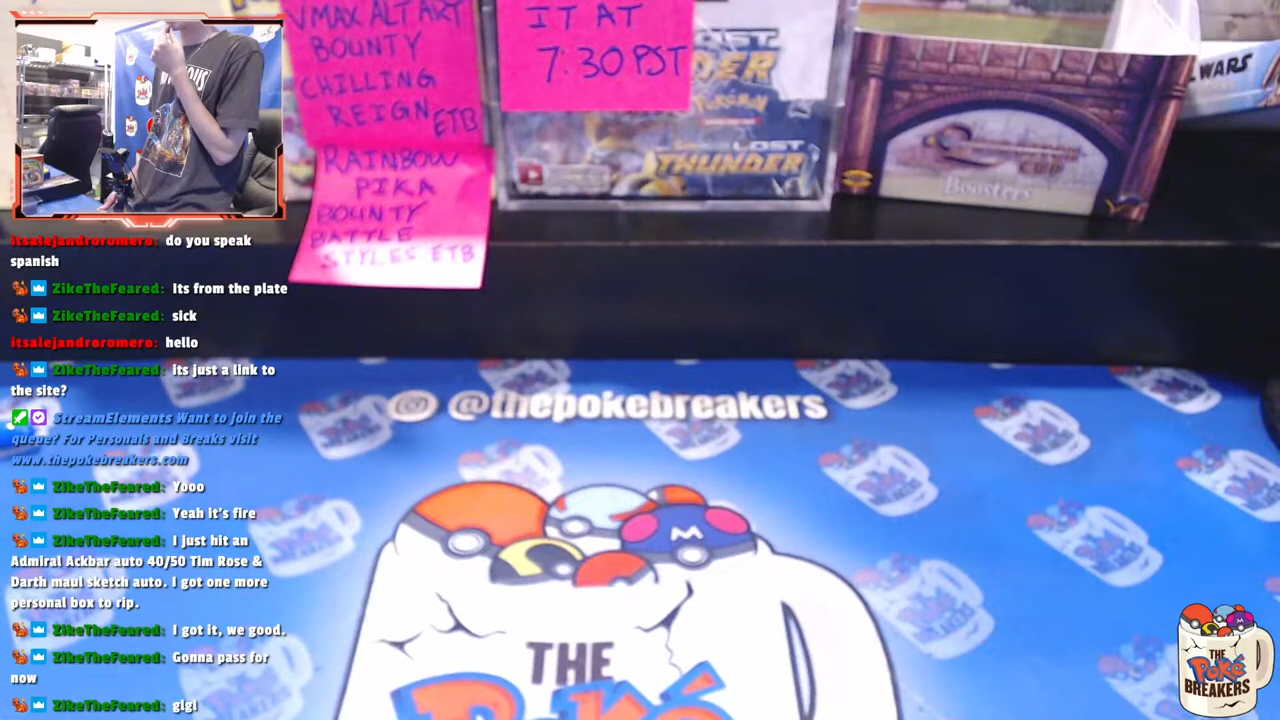 VMAX ALT ART
BOUNTY
CHILLING
REIGN ETB
RAINBOW
PIKA
BOUNTY
BATTLE
STYLES ETB
IT AT
7:30 PST
POKéMON
LOST
THUNDER
CUP
Boosters
WARS
itsalejandroromero: do you speak
spanish
ZikeTheFeared: Its from the plate
ZikeTheFeared: sick
itsalejandroromero: hello
ZikeTheFeared: its just a link to
the site?
StreamElements Want to join the
queue? For Personals and Breaks visit
www.thepokebreakers.com
ZikeTheFeared: Yooo
ZikeTheFeared: Yeah it's fire
ZikeTheFeared: I just hit an
Admiral Ackbar auto 40/50 Tim Rose &
Darth maul sketch auto. I got one more
personal box to rip.
ZikeTheFeared: I got it, we good.
ZikeTheFeared: Gonna pass for
now
ZikeTheFeared: glgl
@thepokebreakers
M
THE
Poké
THE
Poké
BREAKERS